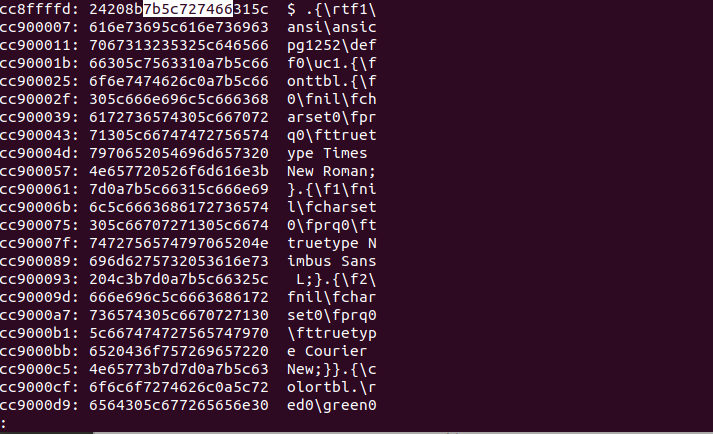 cc8ffffd: 24208b7b5c727466315c  $ .{\rtf1\
cc900007: 616e73695c616e736963  ansi\ansic
cc900011: 7067313235325c646566  pg1252\def
cc90001b: 66305c7563310a7b5c66  f0\uc1.{\f
cc900025: 6f6e7474626c0a7b5c66  onttbl.{\f
cc90002f: 305c666e696c5c666368  0\fnil\fch
cc900039: 6172736574305c667072  arset0\fpr
cc900043: 71305c66747472756574  q0\fttruet
cc90004d: 7970652054696d657320  ype Times 
cc900057: 4e657720526f6d616e3b  New Roman;
cc900061: 7d0a7b5c66315c666e69  }.{\f1\fni
cc90006b: 6c5c6663686172736574  l\fcharset
cc900075: 305c66707271305c6674  0\fprq0\ft
cc90007f: 7472756574797065204e  truetype N
cc900089: 696d6275732053616e73  imbus Sans
cc900093: 204c3b7d0a7b5c66325c   L;}.{\f2\
cc90009d: 666e696c5c6663686172  fnil\fchar
cc9000a7: 736574305c6670727130  set0\fprq0
cc9000b1: 5c667474727565747970  \fttruetyp
cc9000bb: 6520436f757269657220  e Courier 
cc9000c5: 4e65773b7d7d0a7b5c63  New;}}.{\c
cc9000cf: 6f6c6f7274626c0a5c72  olortbl.\r
cc9000d9: 6564305c677265656e30  ed0\green0
: